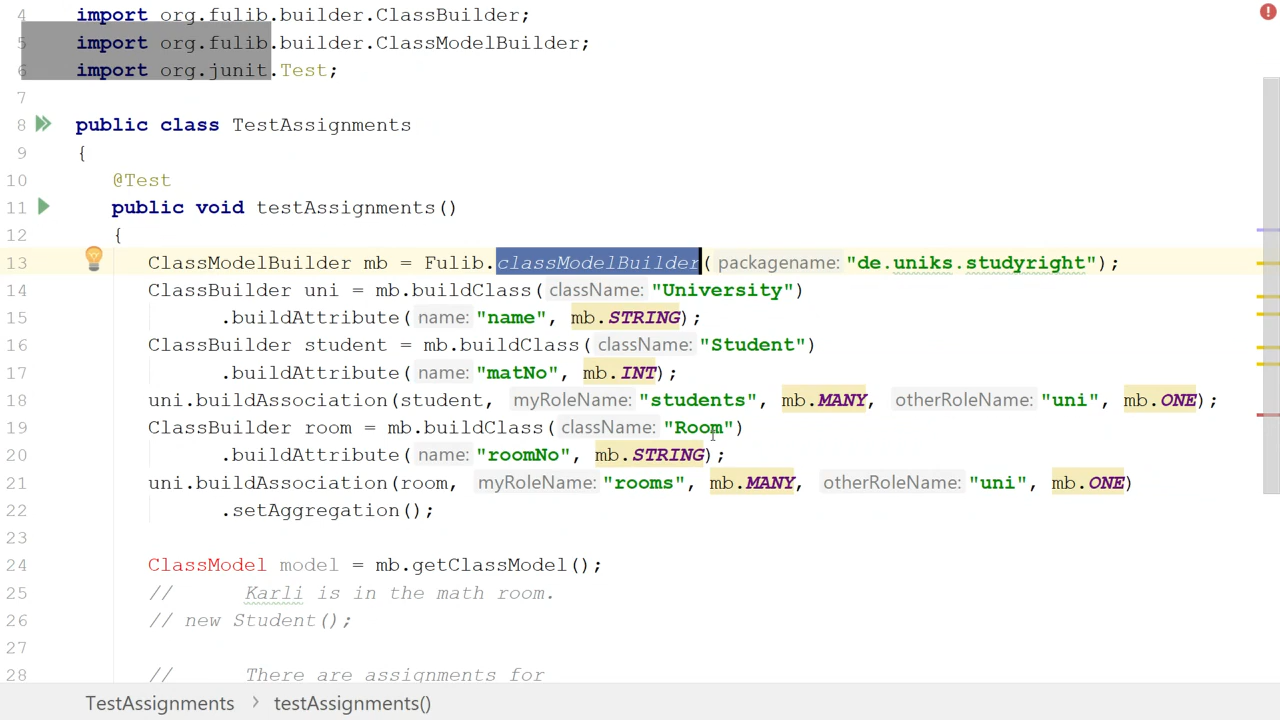 4 import org.fulib.builder.ClassBuilder;
5 import org.fulib.builder.ClassModelBuilder;
6 import org.junit.Test;
7
8 public class TestAssignments
9 {
10 @Test
11 public void testAssignments()
12 {
13 ClassModelBuilder mb = Fulib.classModelBuilder( packagename: "de.uniks.studyright");
14 ClassBuilder uni = mb.buildClass( className: "University")
15 .buildAttribute( name: "name", mb.STRING);
16 ClassBuilder student = mb.buildClass( className: "Student")
17 .buildAttribute( name: "matNo", mb.INT);
18 uni.buildAssociation(student, myRoleName: "students", mb.MANY, otherRoleName: "uni", mb.ONE);
19 ClassBuilder room = mb.buildClass( className: "Room")
20 .buildAttribute( name: "roomNo", mb.STRING);
21 uni.buildAssociation(room, myRoleName: "rooms", mb.MANY, otherRoleName: "uni", mb.ONE)
22 .setAggregation();
23
24 ClassModel model = mb.getClassModel();
25 // Karli is in the math room.
26 // new Student();
27
28 // There are assignments for
TestAssignments > testAssignments()